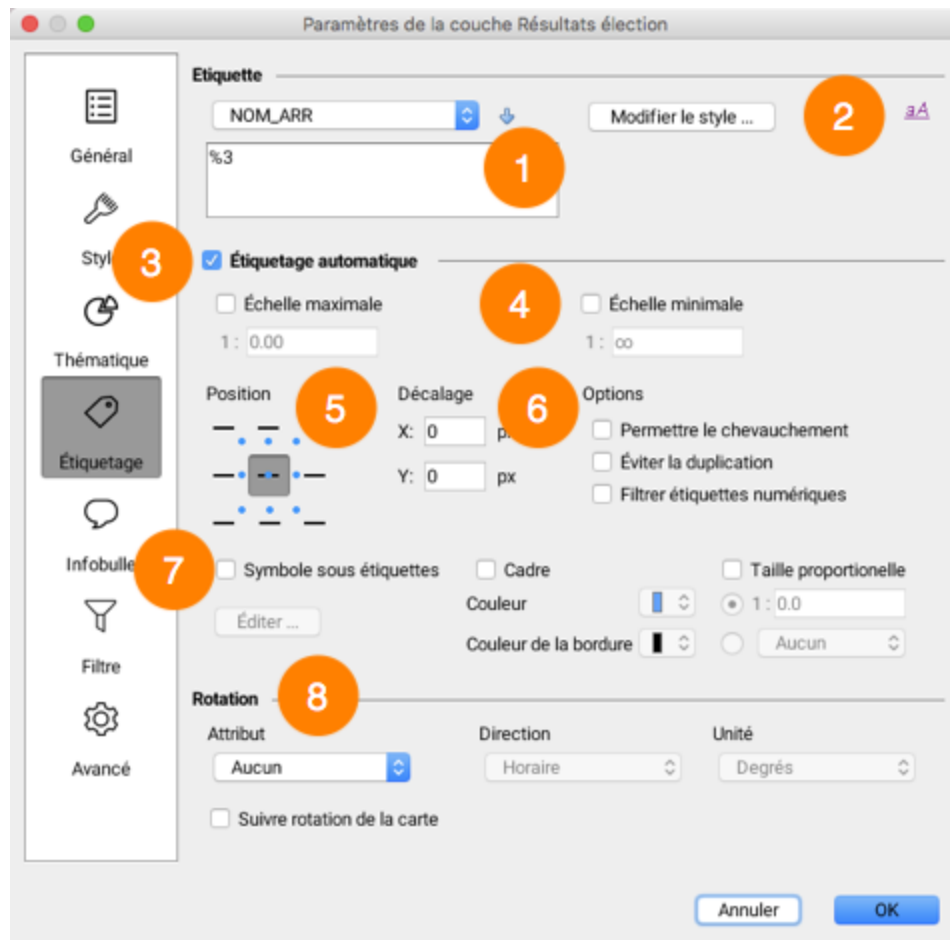 Paramètres de la couche Résultats élection
Etiquette
NOM_ARR
Modifier le style ...
2
aA
%3
1
Général
Style
3
Étiquetage automatique
4
Échelle maximale
Échelle minimale
1 : 0.00
1 : ∞
Thématique
Position
5
Décalage
6
Options
X: 0
Permettre le chevauchement
Étiquetage
Éviter la duplication
Y: 0 px
Filtrer étiquettes numériques
Infobulle
7
Symbole sous étiquettes
Cadre
Taille proportionelle
Couleur
1 : 0.0
Éditer ...
Couleur de la bordure
Aucun
Filtre
Rotation
8
Attribut
Direction
Unité
Avancé
Aucun
Horaire
Degrés
Suivre rotation de la carte
Annuler
OK